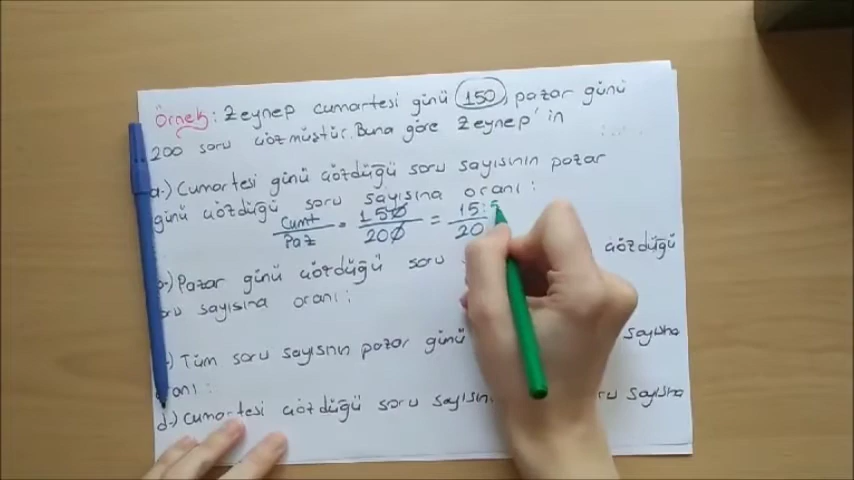 Örnek: Zeynep cumartesi günü 150, pazar günü
200 soru çözmüştür. Buna göre Zeynep'in
a-) Cumartesi günü çözdüğü soru sayısının pazar
günü çözdüğü soru sayısına oranı:
Cumt/Paz = 150/200 = 15:5/20
b-) Pazar günü çözdüğü soru çözdüğü
soru sayısına oranı:
-) Tüm soru sayısının pazar günü sayısına
oranı:
d-) Cumartesi çözdüğü soru sayısın soru sayısına